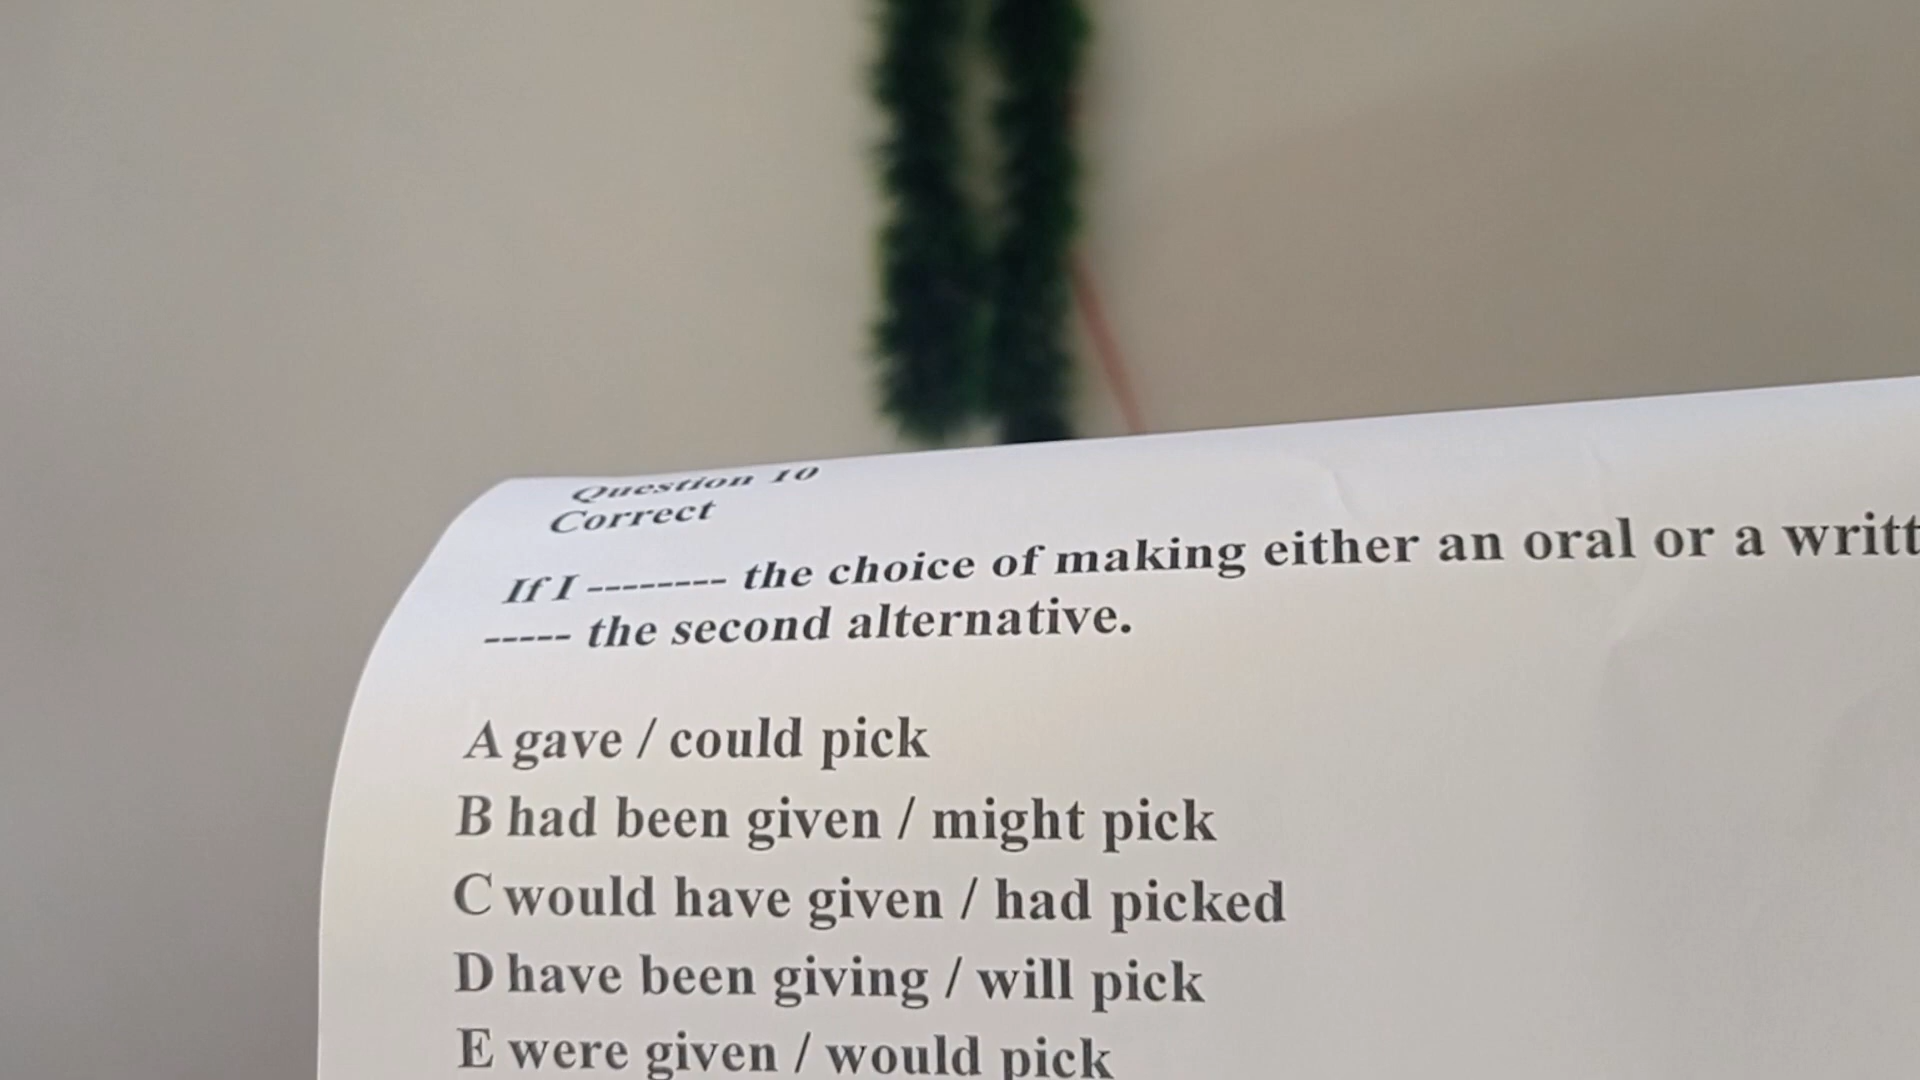 Question 10
Correct
If I -------- the choice of making either an oral or a writt
----- the second alternative.
A gave / could pick
B had been given / might pick
C would have given / had picked
D have been giving / will pick
E were given / would pick